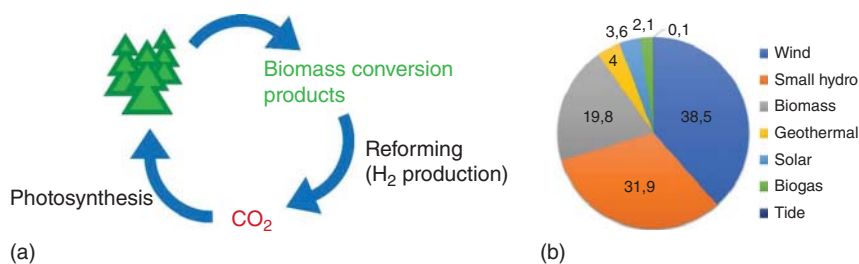 Biomass conversion
products
Reforming
(H₂ production)
CO₂
Photosynthesis
(a)
3,6
2,1
0,1
4
19,8
38,5
31,9
Wind
Small hydro
Biomass
Geothermal
Solar
Biogas
Tide
(b)